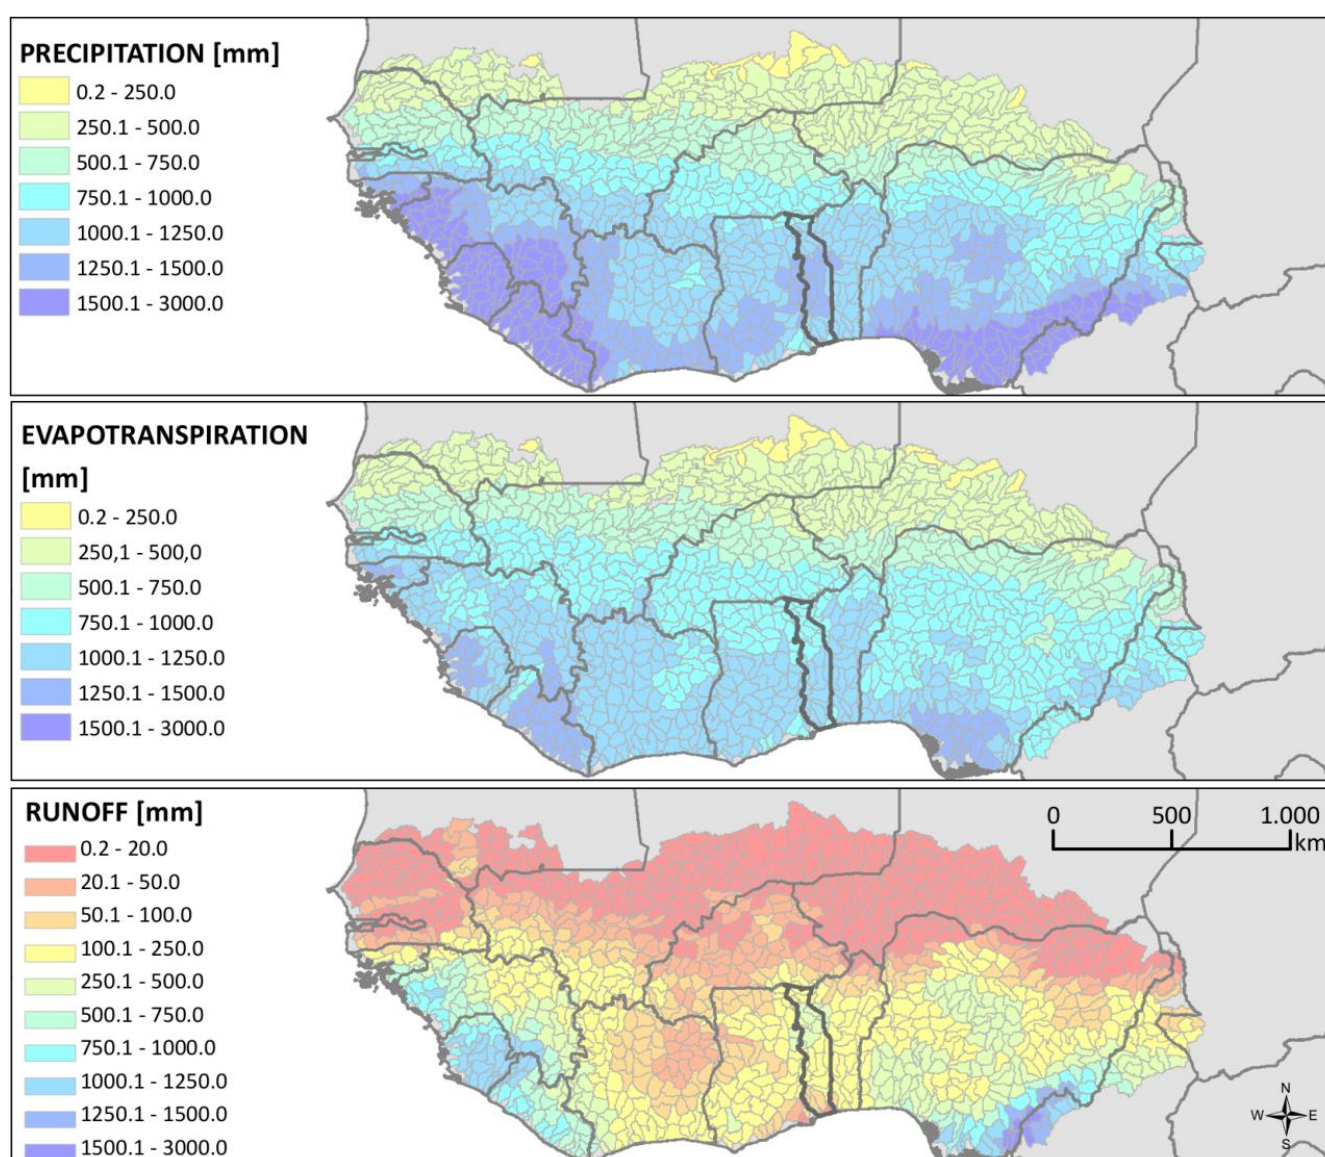 PRECIPITATION [mm]
0.2 - 250.0
250.1 - 500.0
500.1 - 750.0
750.1 - 1000.0
1000.1 - 1250.0
1250.1 - 1500.0
1500.1 - 3000.0
EVAPOTRANSPIRATION
[mm]
0.2 - 250.0
250,1 - 500,0
500.1 - 750.0
750.1 - 1000.0
1000.1 - 1250.0
1250.1 - 1500.0
1500.1 - 3000.0
RUNOFF [mm]
0.2 - 20.0
20.1 - 50.0
50.1 - 100.0
100.1 - 250.0
250.1 - 500.0
500.1 - 750.0
750.1 - 1000.0
1000.1 - 1250.0
1250.1 - 1500.0
1500.1 - 3000.0
0 500 1.000
km
N
W E
S